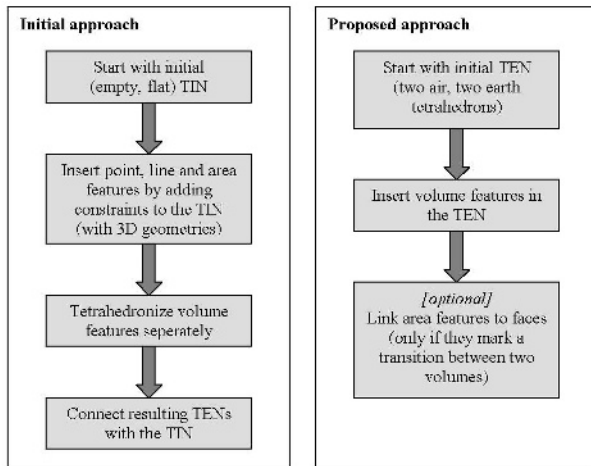 Initial approach
Start with initial
(empty, flat) TIN
Insert point, line and area
features by adding
constraints to the TIN
(with 3D geometries)
Tetrahedronize volume
features seperately
Connect resulting TENs
with the TIN
Proposed approach
Start with initial TEN
(two air, two earth
tetrahedrons)
Insert volume features in
the TEN
[optional]
Link area features to faces
(only if they mark a
transition between two
volumes)